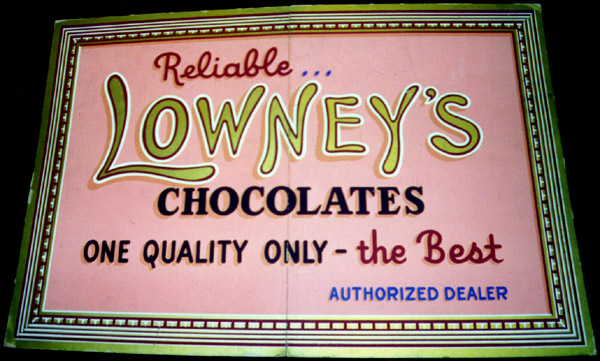 Reliable...
LOWNEY'S
CHOCOLATES
ONE QUALITY ONLY - the Best
AUTHORIZED DEALER